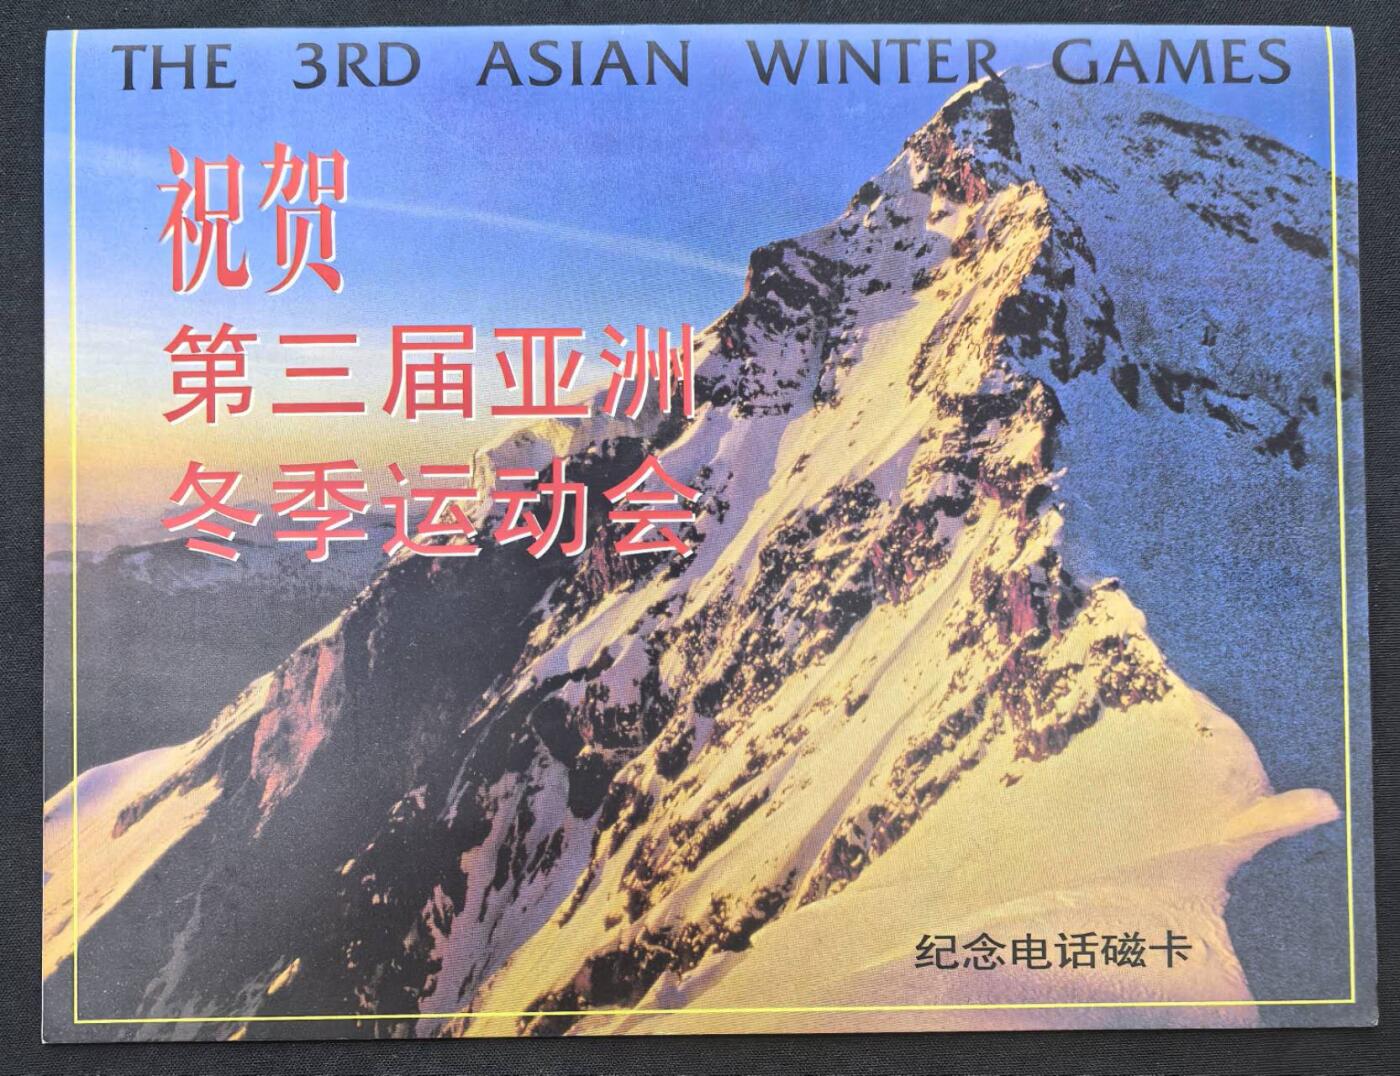 THE 3RD ASIAN WINTER GAMES
祝贺
第三届亚洲
冬季运动会
纪念电话磁卡